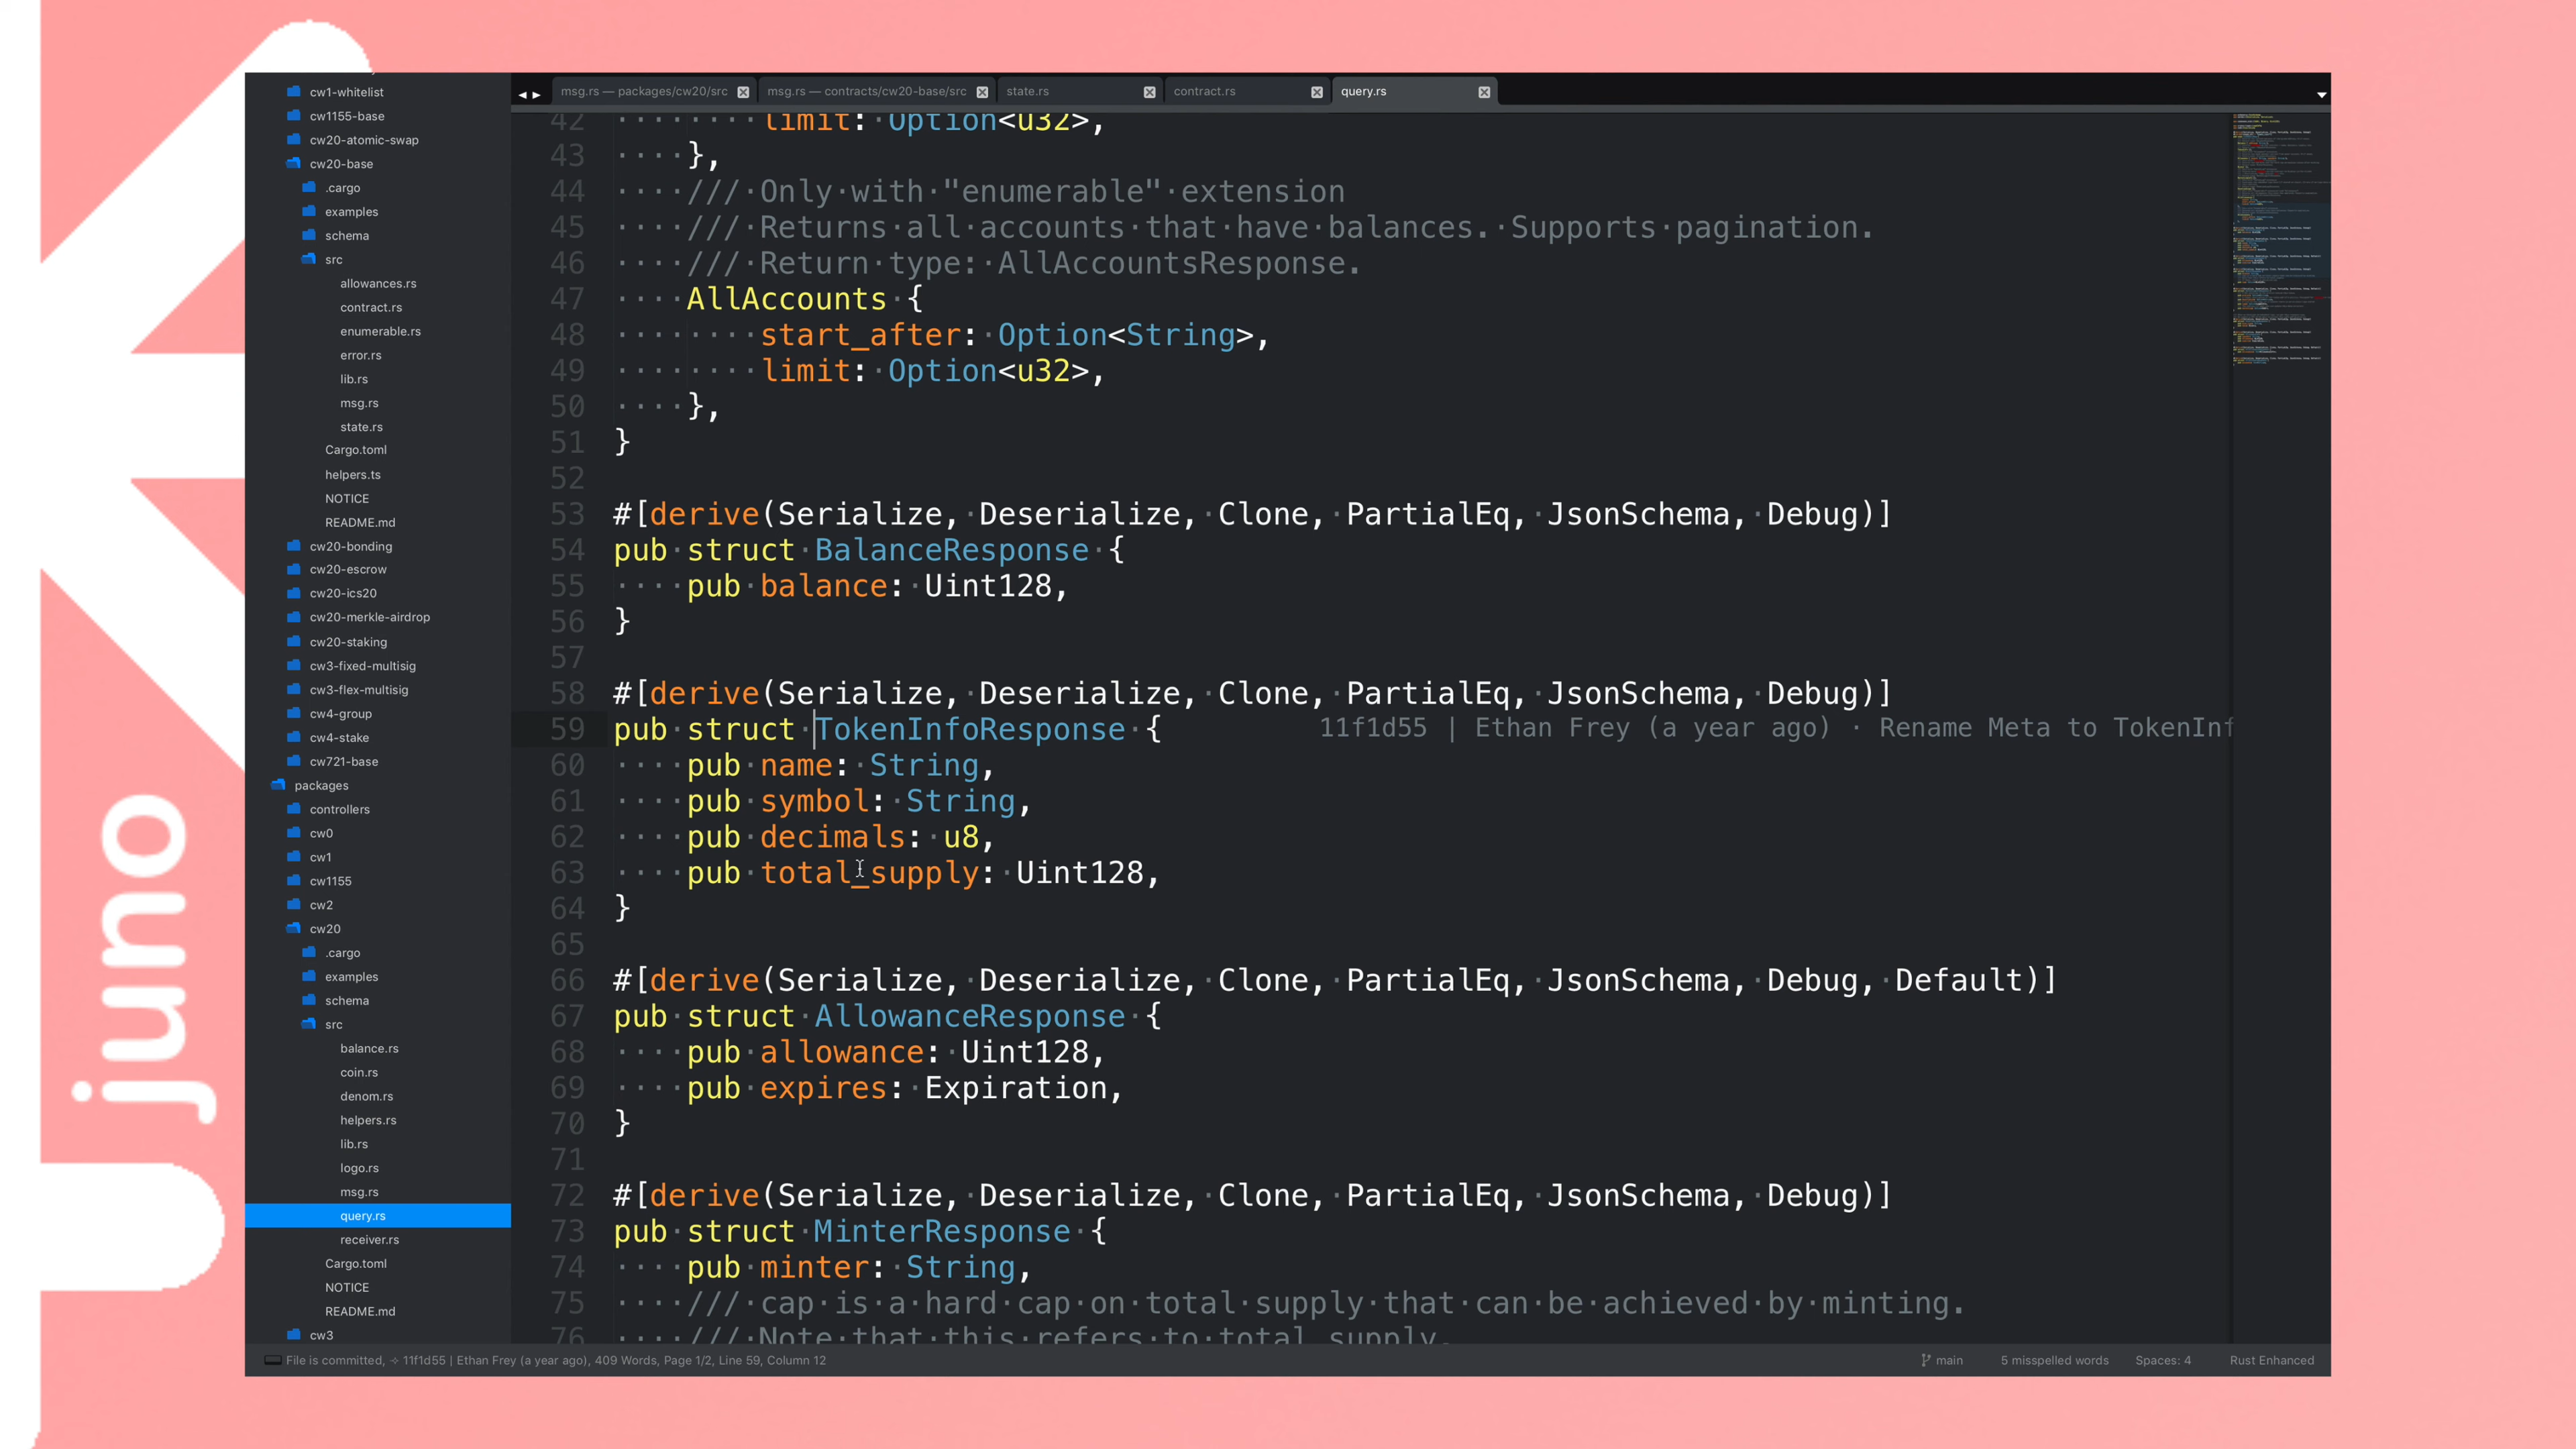 juno
cw1-whitelist
cw1155-base
cw20-atomic-swap
cw20-base
.cargo
examples
schema
src
allowances.rs
contract.rs
enumerable.rs
error.rs
lib.rs
msg.rs
state.rs
Cargo.toml
helpers.ts
NOTICE
README.md
cw20-bonding
cw20-escrow
cw20-ics20
cw20-merkle-airdrop
cw20-staking
cw3-fixed-multisig
cw3-flex-multisig
cw4-group
cw4-stake
cw721-base
packages
controllers
cw0
cw1
cw1155
cw2
cw20
.cargo
examples
schema
src
balance.rs
coin.rs
denom.rs
helpers.rs
lib.rs
logo.rs
msg.rs
query.rs
receiver.rs
Cargo.toml
NOTICE
README.md
cw3
msg.rs — packages/cw20/src msg.rs — contracts/cw20-base/src state.rs contract.rs query.rs
42 limit: Option<u32>,
43 },
44 /// Only with "enumerable" extension
45 /// Returns all accounts that have balances. Supports pagination.
46 /// Return type: AllAccountsResponse.
47 AllAccounts {
48 start_after: Option<String>,
49 limit: Option<u32>,
50 },
51 }
52
53 #[derive(Serialize, Deserialize, Clone, PartialEq, JsonSchema, Debug)]
54 pub struct BalanceResponse {
55 pub balance: Uint128,
56 }
57
58 #[derive(Serialize, Deserialize, Clone, PartialEq, JsonSchema, Debug)]
59 pub struct TokenInfoResponse { 11f1d55 | Ethan Frey (a year ago) · Rename Meta to TokenInf
60 pub name: String,
61 pub symbol: String,
62 pub decimals: u8,
63 pub total_supply: Uint128,
64 }
65
66 #[derive(Serialize, Deserialize, Clone, PartialEq, JsonSchema, Debug, Default)]
67 pub struct AllowanceResponse {
68 pub allowance: Uint128,
69 pub expires: Expiration,
70 }
71
72 #[derive(Serialize, Deserialize, Clone, PartialEq, JsonSchema, Debug)]
73 pub struct MinterResponse {
74 pub minter: String,
75 /// cap is a hard cap on total supply that can be achieved by minting.
76 /// Note that this refers to total_supply.
File is committed, ÷ 11f1d55 | Ethan Frey (a year ago), 409 Words, Page 1/2, Line 59, Column 12 main 5 misspelled words Spaces: 4 Rust Enhanced